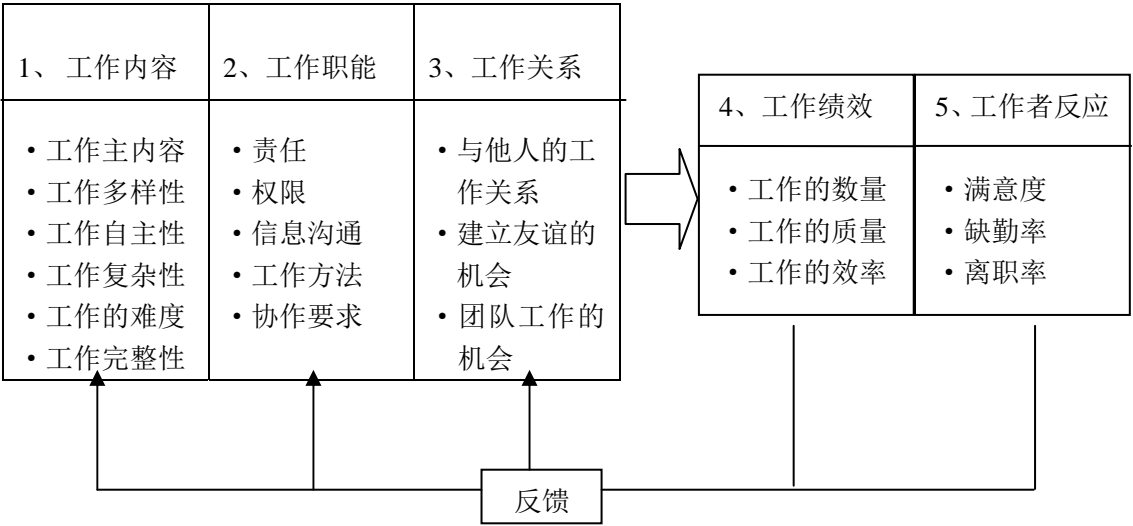 1、 工作内容
2、工作职能
3、工作关系
·工作主内容
·工作多样性
·工作自主性
·工作复杂性
·工作的难度
·工作完整性
·责任
·权限
·信息沟通
·工作方法
·协作要求
·与他人的工
作关系
·建立友谊的
机会
·团队工作的
机会
4、工作绩效
5、工作者反应
·工作的数量
·工作的质量
·工作的效率
·满意度
·缺勤率
·离职率
反馈